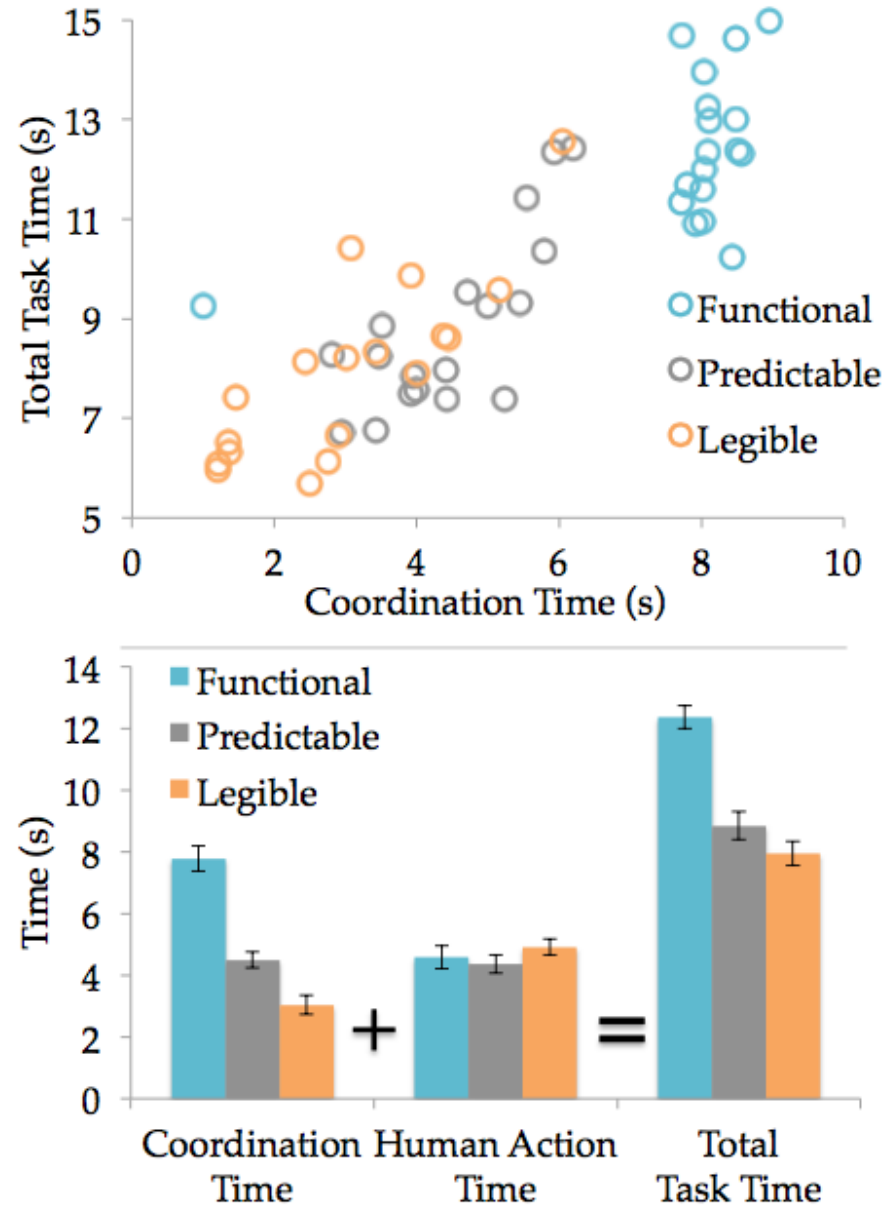 15
13
11
9
7
5
Total Task Time (s)
Functional
Predictable
Legible
0 2 4 6 8 10
Coordination Time (s)
14
12
10
8
6
4
2
0
Time (s)
Functional
Predictable
Legible
+ =
Coordination Human Action Total
Time Time Task Time